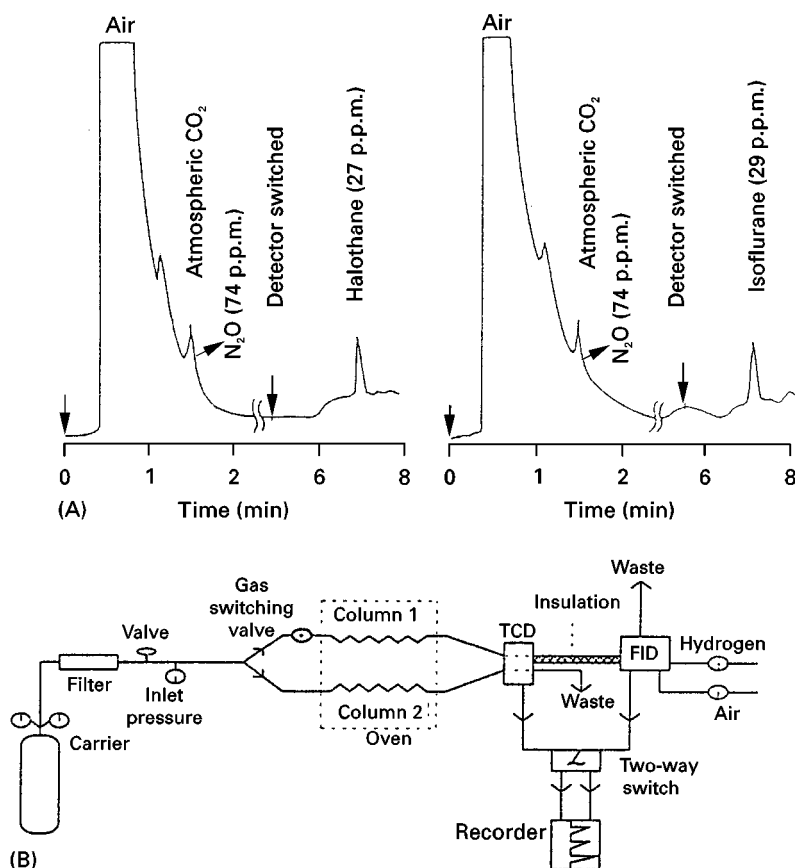 Air
Atmospheric CO₂
N₂O (74 p.p.m.)
Detector switched
Halothane (27 p.p.m.)
0 1 2 6 8
Time (min)
(A)
Air
Atmospheric CO₂
N₂O (74 p.p.m.)
Detector switched
Isoflurane (29 p.p.m.)
0 1 2 6 8
Time (min)
Carrier
Filter
Valve
Inlet
pressure
Gas
switching
valve
Column 1
Column 2
Oven
TCD
Insulation
Waste
Waste
FID
Hydrogen
Air
Two-way
switch
Recorder
(B)